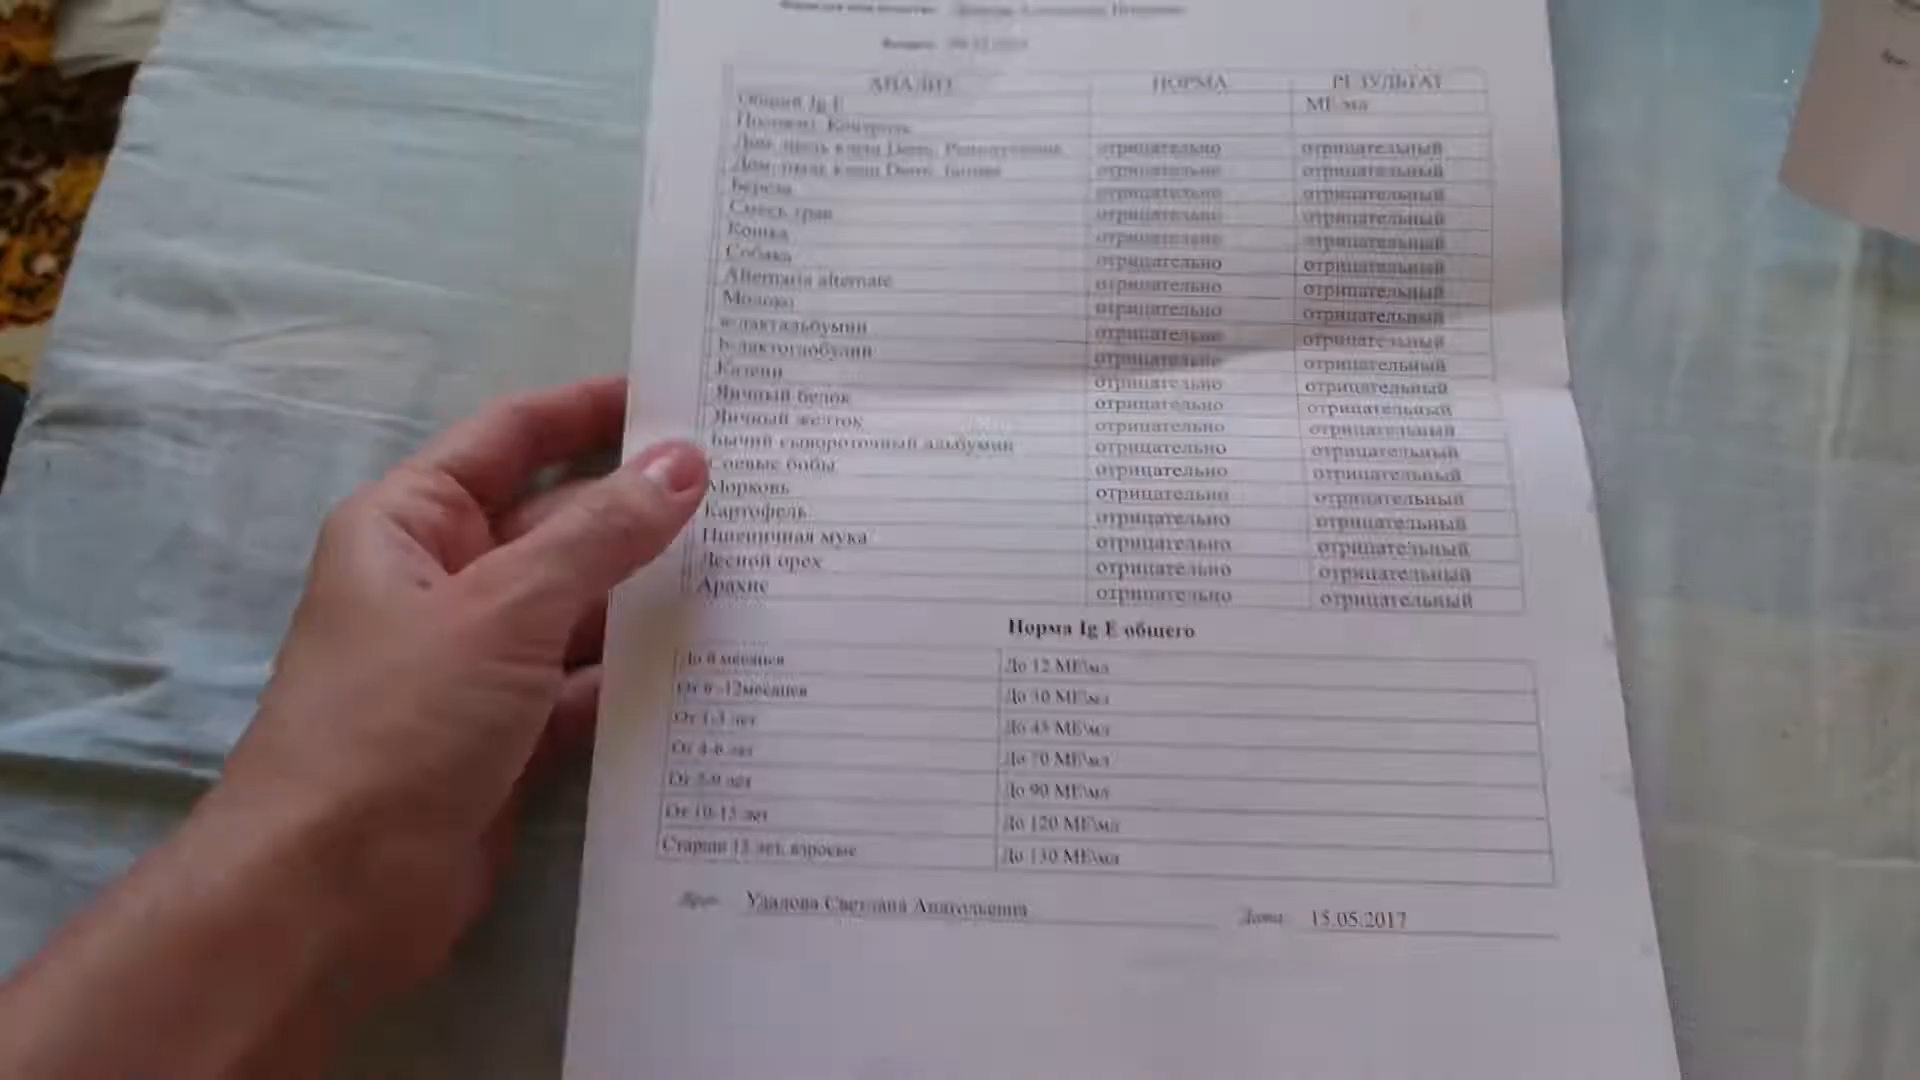 АНАЛИЗ НОРМА РЕЗУЛЬТАТ
Общий Ig E МЕ/мл
Дом. пыль клещ Derm. отрицательно отрицательный
Дом. пыль клещ Derm. отрицательно отрицательный
Береза отрицательно отрицательный
Смесь трав отрицательно отрицательный
Кошка отрицательно отрицательный
Собака отрицательно отрицательный
Alternaria alternate отрицательно отрицательный
Молоко отрицательно отрицательный
a-лактальбумин отрицательно отрицательный
b-лактоглобулин отрицательно отрицательный
Казеин отрицательно отрицательный
Яичный белок отрицательно отрицательный
Яичный желток отрицательно отрицательный
Бычий сывороточный альбумин отрицательно отрицательный
Соевые бобы отрицательно отрицательный
Морковь отрицательно отрицательный
Картофель отрицательно отрицательный
Пшеничная мука отрицательно отрицательный
Лесной орех отрицательно отрицательный
Арахис отрицательно отрицательный
Норма Ig E общего
До 6 месяцев До 12 МЕ\мл
От 6 -12месяцев До 30 МЕ\мл
От 1-3 лет До 45 МЕ\мл
От 4-6 лет До 70 МЕ\мл
От 7-9 лет До 90 МЕ\мл
От 10-15 лет До 120 МЕ\мл
Старше 15 лет, взрослые До 130 МЕ\мл
Врач Удалова Светлана Анатольевна Дата 15.05.2017